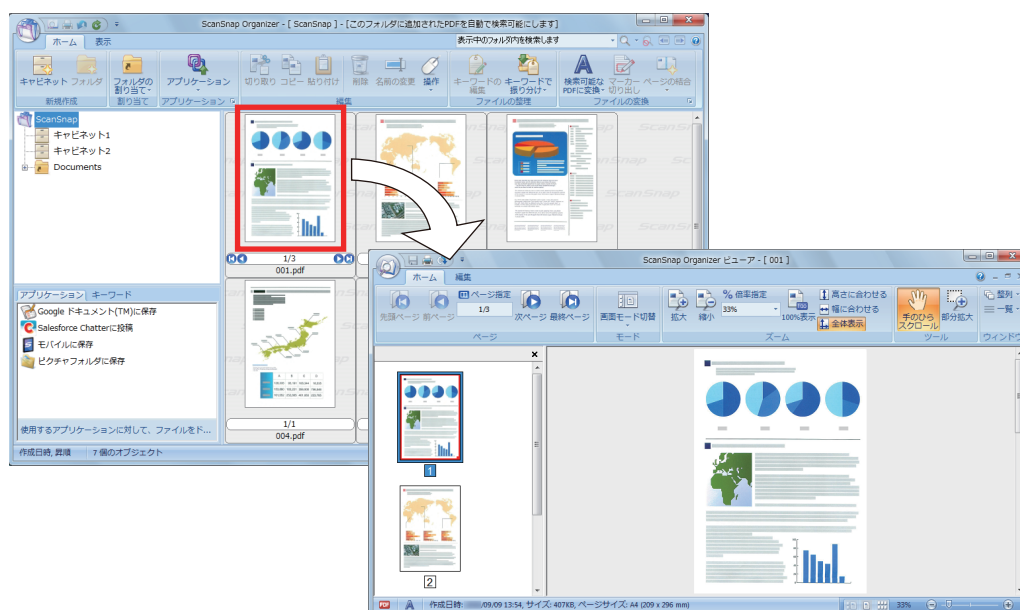 ScanSnap Organizer - [ ScanSnap ] - [このフォルダに追加されたPDFを自動で検索可能にします]
ホーム 表示
表示中のフォルダ内を検索します
キャビネット フォルダ
新規作成
フォルダの
割り当て
割り当て
アプリケーション
アプリケーション
切り取り コピー 貼り付け 削除 名前の変更 操作
編集
キーワードの
編集
キーワードで
振り分け
ファイルの整理
検索可能な
PDFに変換
マーカー
切り出し
ページの結合
ファイルの変換
ScanSnap
キャビネット1
キャビネット2
Documents
1/3
001.pdf
アプリケーション キーワード
Google ドキュメント(TM)に保存
Salesforce Chatterに投稿
モバイルに保存
ピクチャフォルダに保存
使用するアプリケーションに対して、ファイルをド...
1/1
004.pdf
作成日時, 昇順 7 個のオブジェクト
ScanSnap Organizer ビューア - [ 001 ]
ホーム 編集
先頭ページ 前ページ
ページ指定
1/3
次ページ 最終ページ
ページ
画面モード切替
モード
拡大 縮小
% 倍率指定
33%
100%表示
高さに合わせる
幅に合わせる
全体表示
ズーム
手のひら
スクロール
部分拡大
ツール
整列
一覧
ウィンドウ
1
2
作成日時: /09/09 13:54, サイズ: 407KB, ページサイズ: A4 (209 x 296 mm)
33%